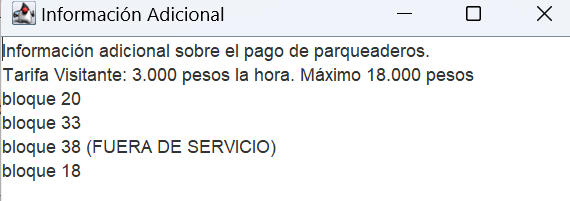 Información Adicional
Información adicional sobre el pago de parqueaderos.
Tarifa Visitante: 3.000 pesos la hora. Máximo 18.000 pesos
bloque 20
bloque 33
bloque 38 (FUERA DE SERVICIO)
bloque 18